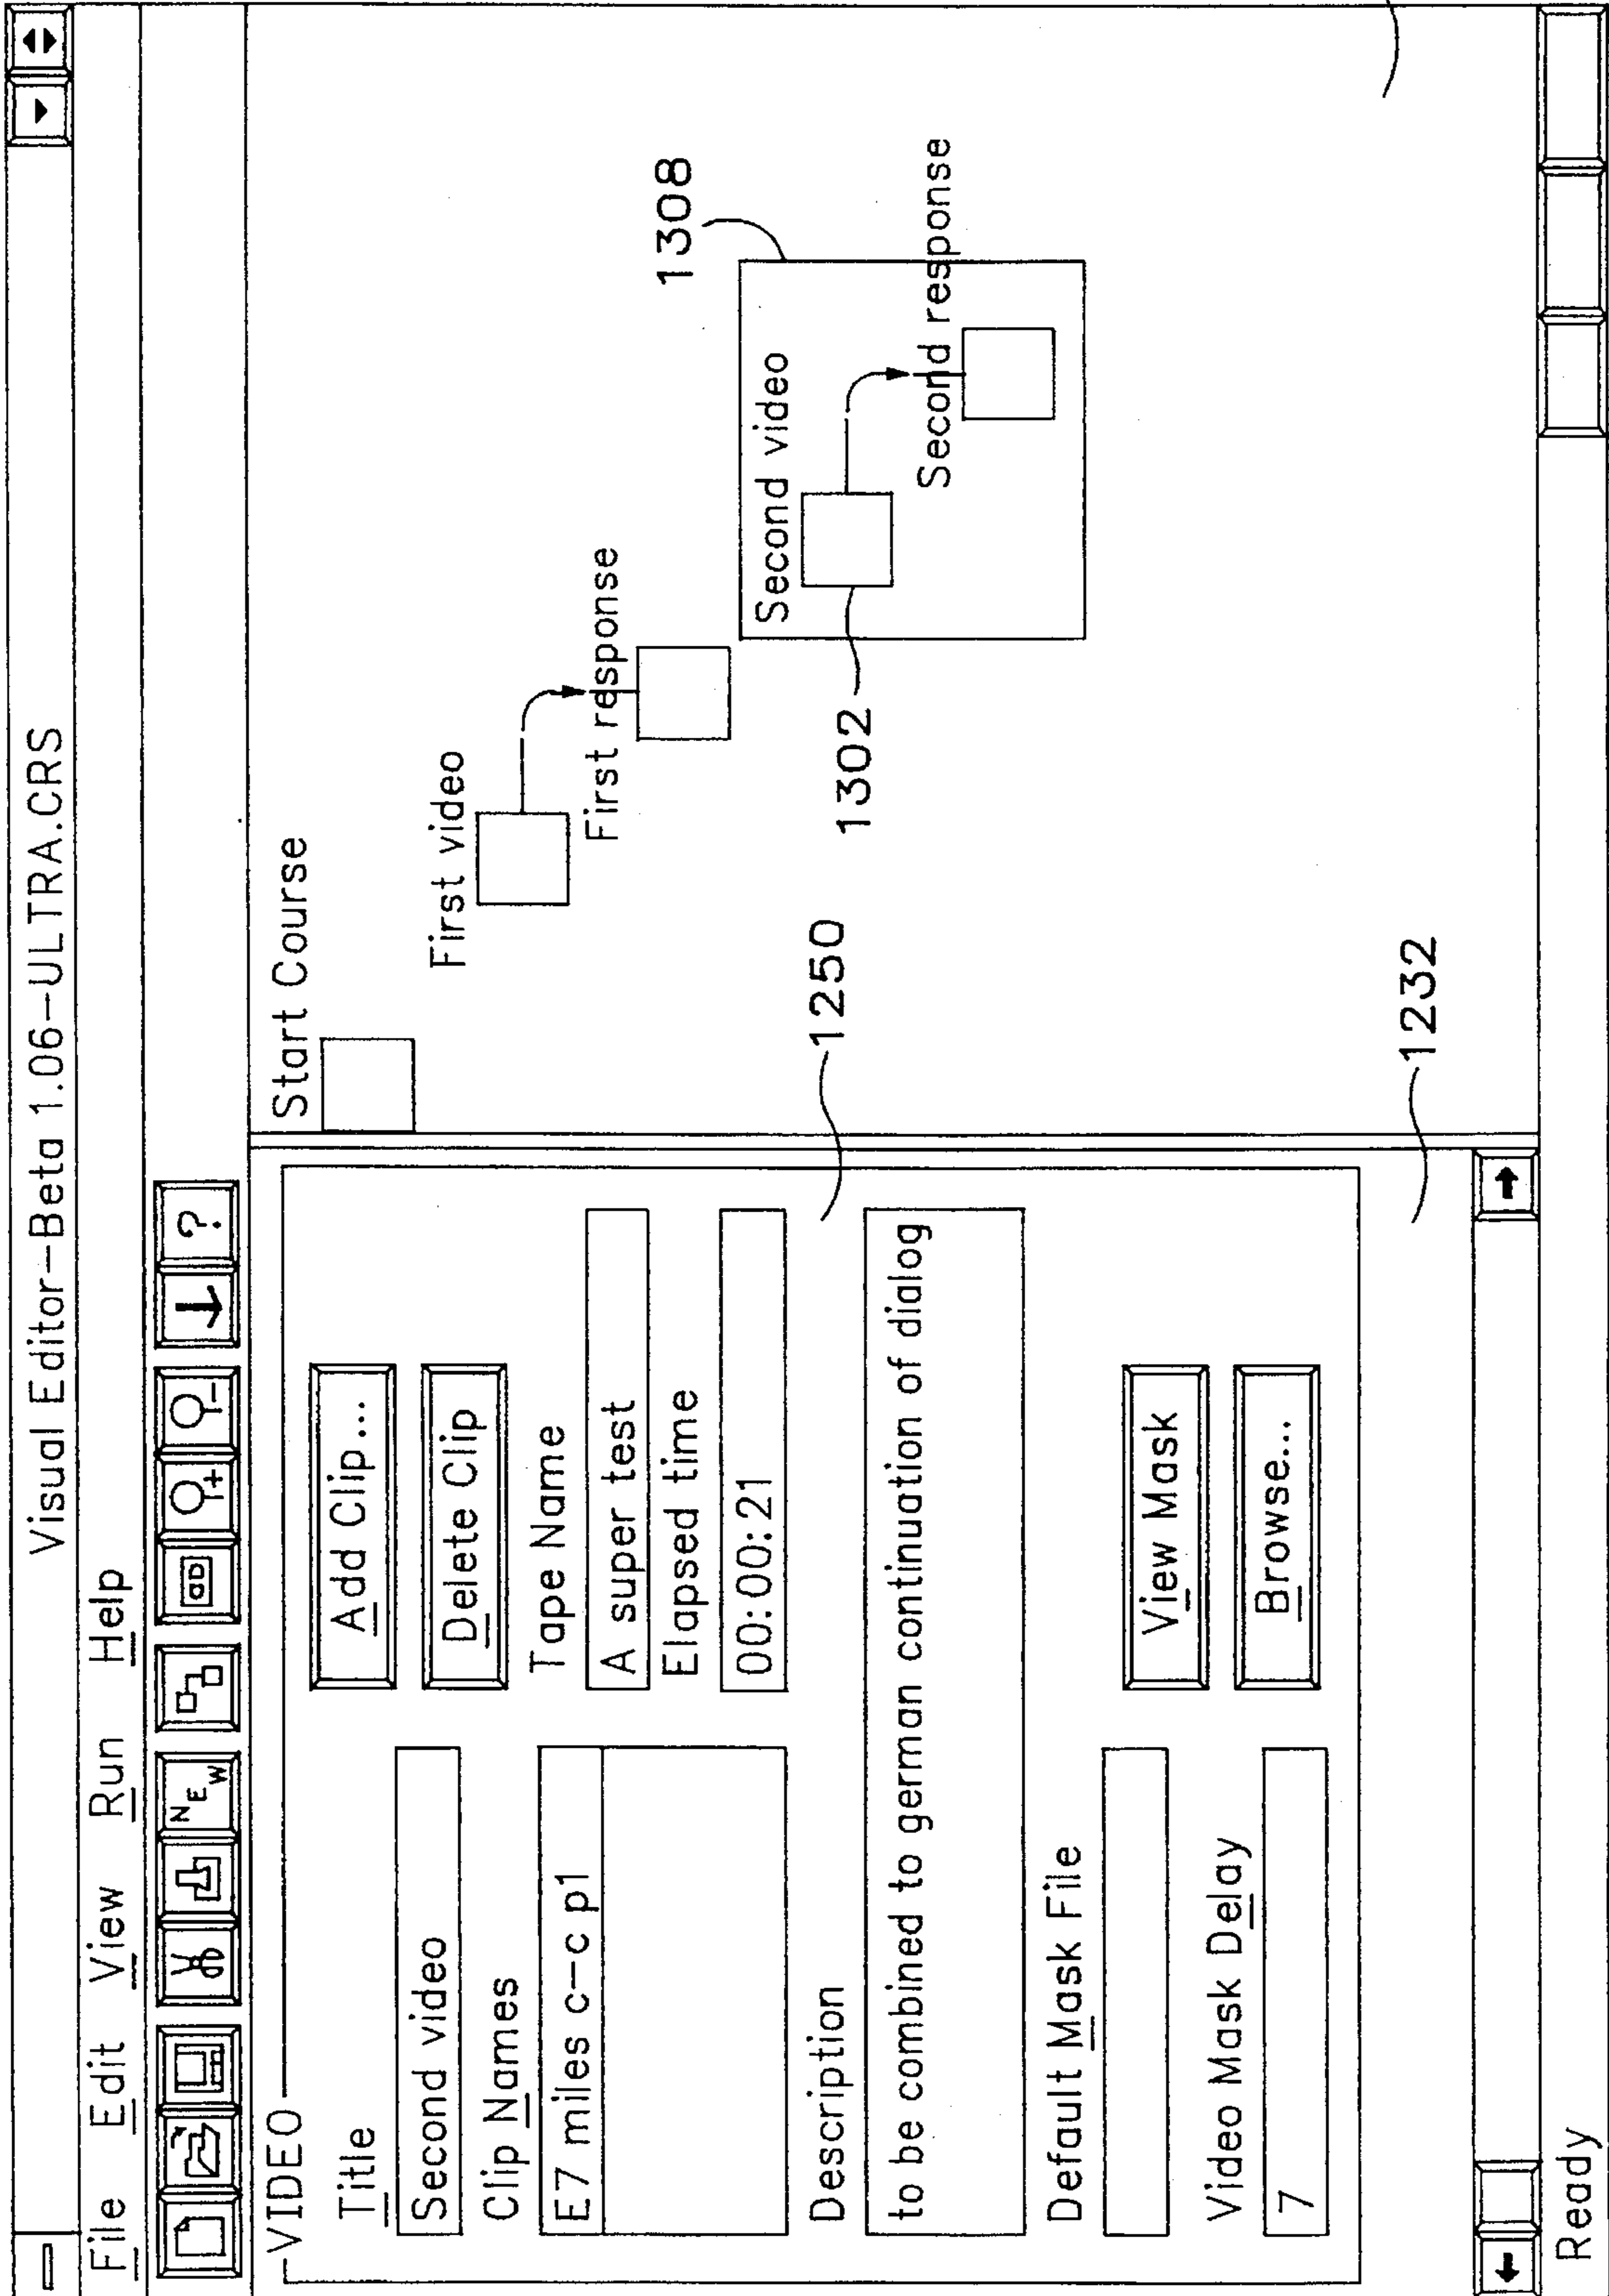 Visual Editor-Beta 1.06-ULTRA.CRS
File Edit View Run Help
NEW
?
VIDEO
Title
Second video
Add Clip...
Delete Clip
Clip Names
E7 miles c-c p1
Tape Name
A super test
Elapsed time
00:00:21
Description
to be combined to german continuation of dialog
Default Mask File
View Mask
Video Mask Delay
7
Browse...
1250
1232
Start Course
First video
First response
1308
Second video
Second response
1302
Ready